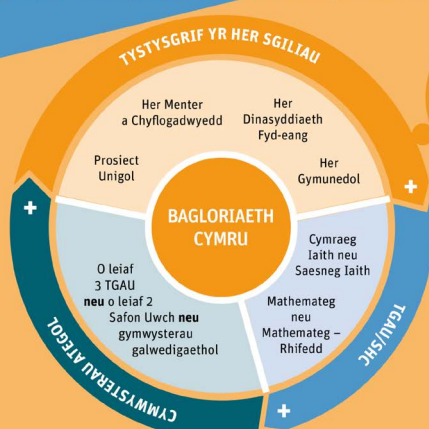 TYSTYSGRIF YR HER SGILIAU
Her Menter
a Chyflogadwyedd
Her
Dinasyddiaeth
Fyd-eang
Prosiect
Unigol
Her
Gymunedol
BAGLORIAETH
CYMRU
O leiaf
3 TGAU
neu o leiaf 2
Safon Uwch neu
gymwysterau
galwedigaethol
Cymraeg
Iaith neu
Saesneg Iaith
Mathemateg
neu
Mathemateg –
Rhifedd
CYMWYSTERAU ATEGOL
TGAU/SHC
+
+
+